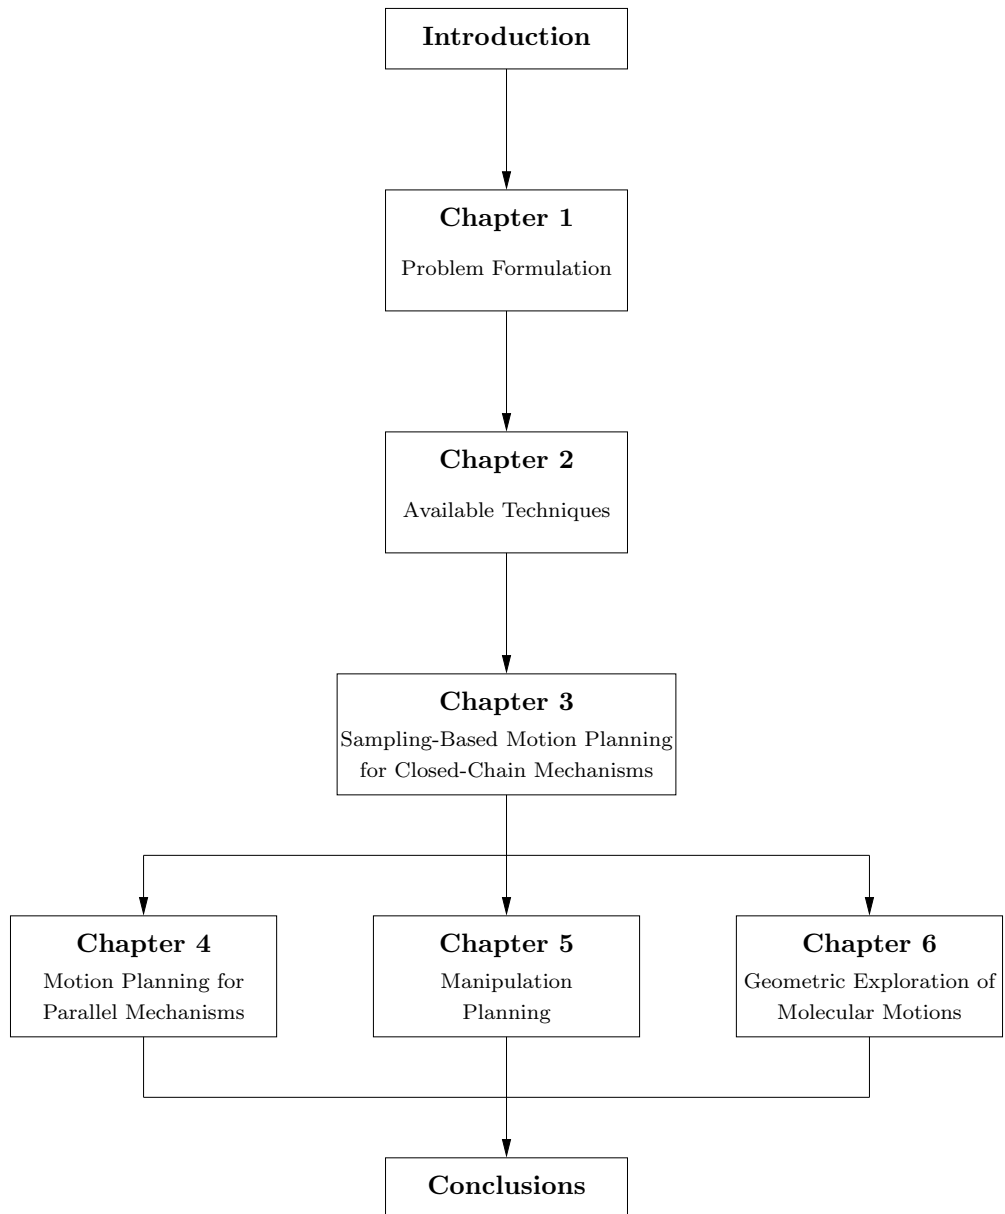 Introduction
Chapter 1
Problem Formulation
Chapter 2
Available Techniques
Chapter 3
Sampling-Based Motion Planning
for Closed-Chain Mechanisms
Chapter 4
Motion Planning for
Parallel Mechanisms
Chapter 5
Manipulation
Planning
Chapter 6
Geometric Exploration of
Molecular Motions
Conclusions